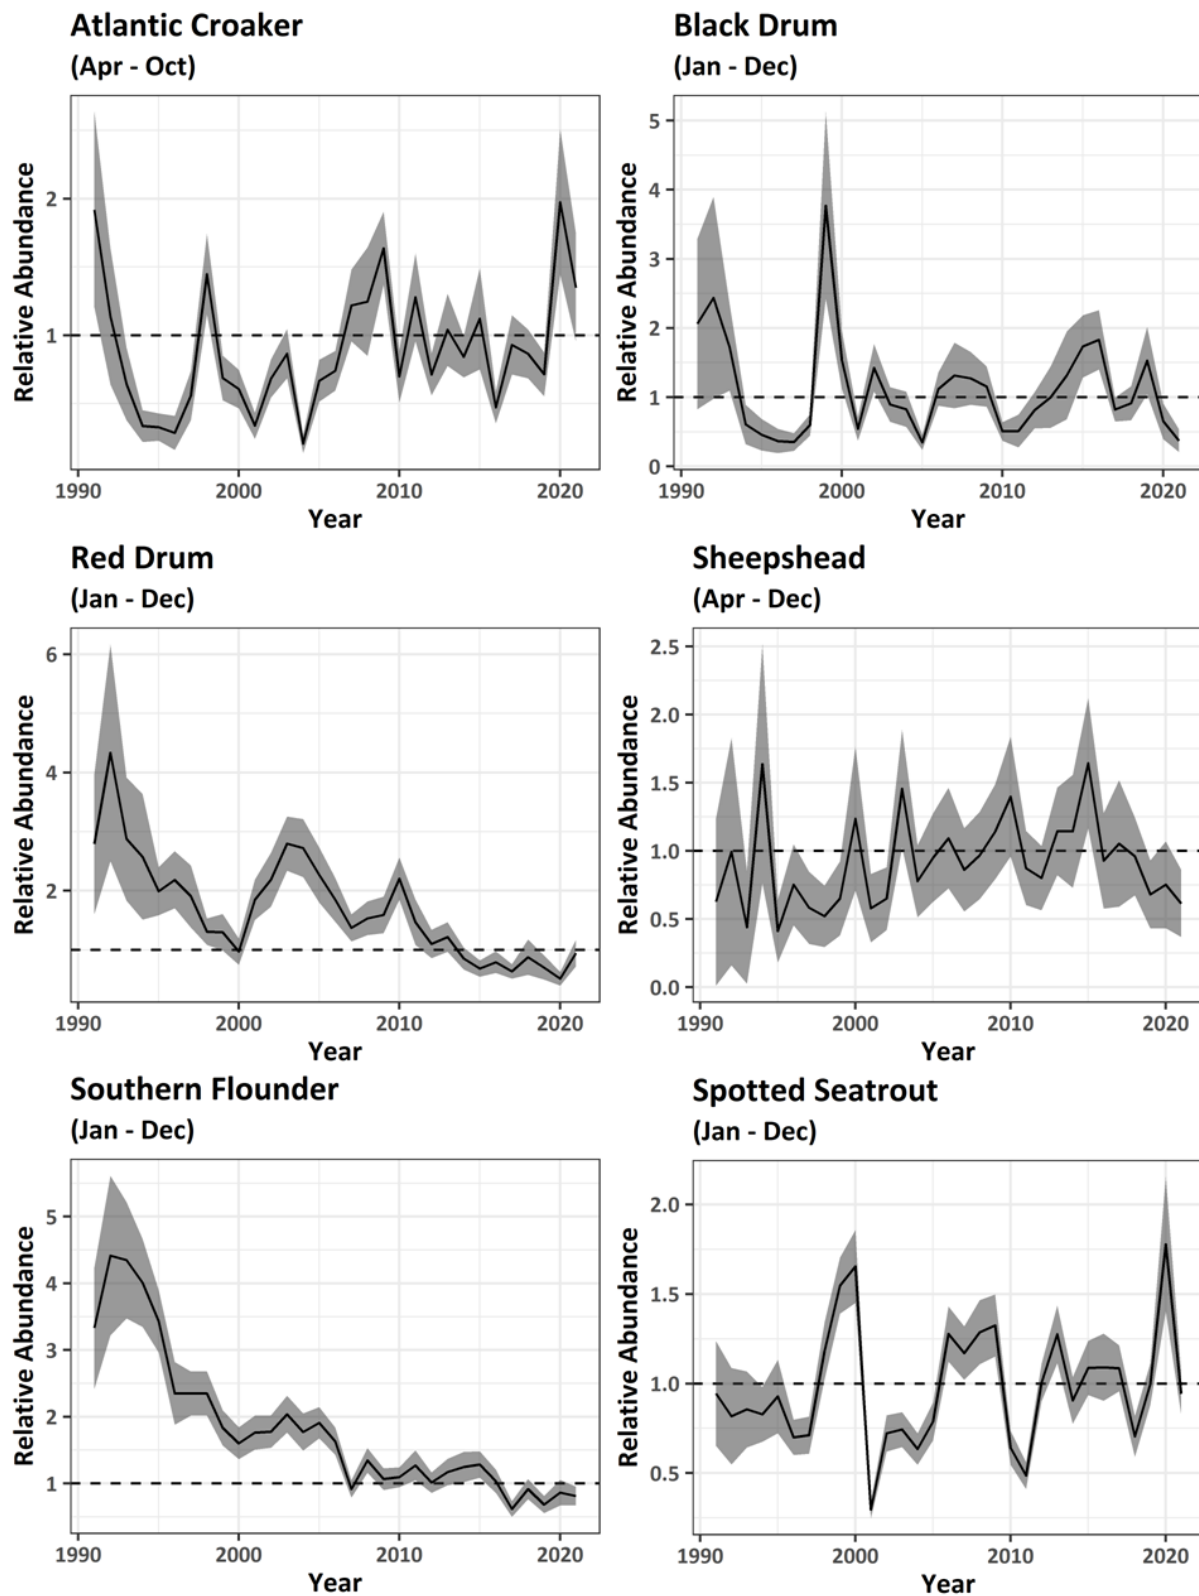 Atlantic Croaker
(Apr - Oct)
Relative Abundance
2
1
1990 2000 2010 2020
Year
Black Drum
(Jan - Dec)
Relative Abundance
5
4
3
2
1
0
1990 2000 2010 2020
Year
Red Drum
(Jan - Dec)
Relative Abundance
6
4
2
1990 2000 2010 2020
Year
Sheepshead
(Apr - Dec)
Relative Abundance
2.5
2.0
1.5
1.0
0.5
0.0
1990 2000 2010 2020
Year
Southern Flounder
(Jan - Dec)
Relative Abundance
5
4
3
2
1
1990 2000 2010 2020
Year
Spotted Seatrout
(Jan - Dec)
Relative Abundance
2.0
1.5
1.0
0.5
1990 2000 2010 2020
Year